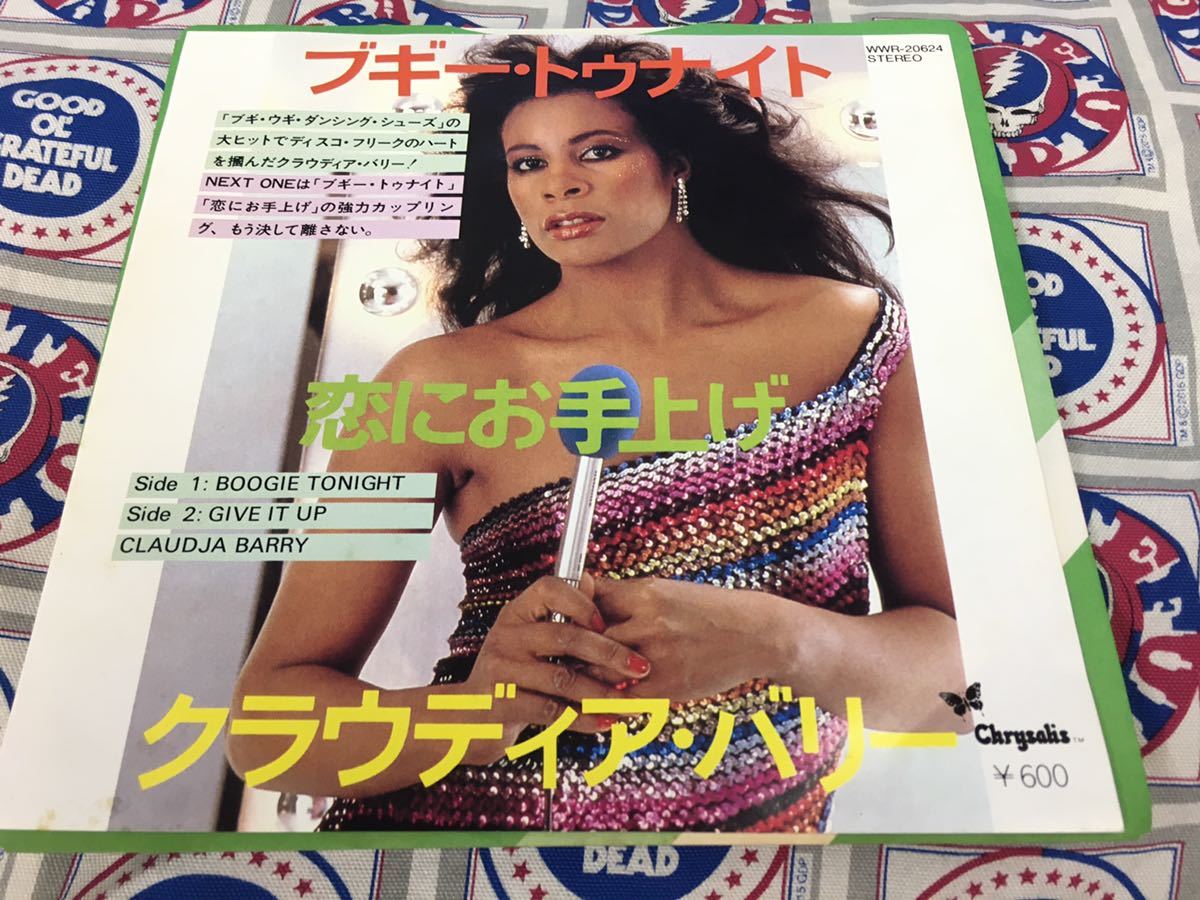 ブギー・トゥナイト
WWR-20624
STEREO
「ブギ・ウギ・ダンシング・シューズ」の
大ヒットでディスコ・フリークのハート
を摑んだクラウディア・バリー!
NEXT ONEは「ブギー・トゥナイト」
「恋にお手上げ」の強力カップリン
グ、もう決して離さない。
恋にお手上げ
Side 1: BOOGIE TONIGHT
Side 2: GIVE IT UP
CLAUDJA BARRY
クラウディア・バリー
Chrysalis TM
¥600
GOOD
OL'
GRATEFUL
DEAD
TM &©2015 GDP
DEAD